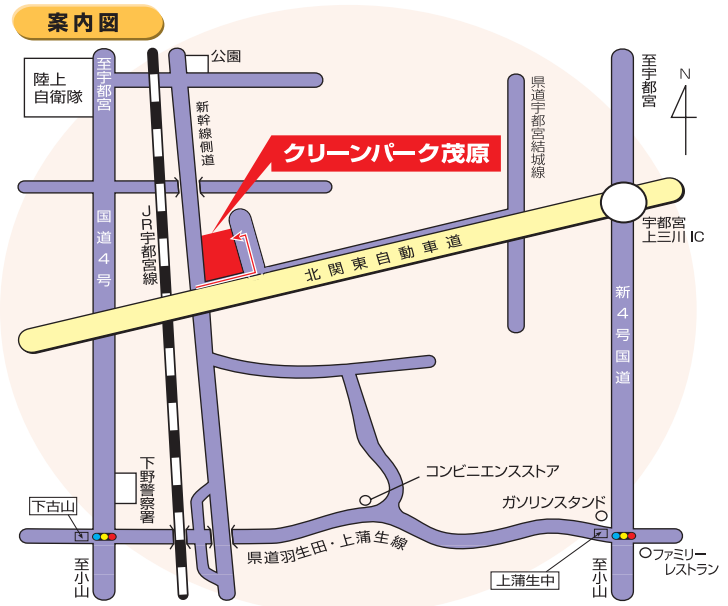 案内図
陸上
自衛隊
至宇都宮
公園
新幹線側道
クリーンパーク茂原
県道宇都宮結城線
至宇都宮
N
国道4号
JR宇都宮線
北関東自動車道
宇都宮
上三川IC
新4号国道
下野警察署
コンビニエンスストア
ガソリンスタンド
下古山
県道羽生田・上蒲生線
上蒲生中
ファミリー
レストラン
至小山
至小山